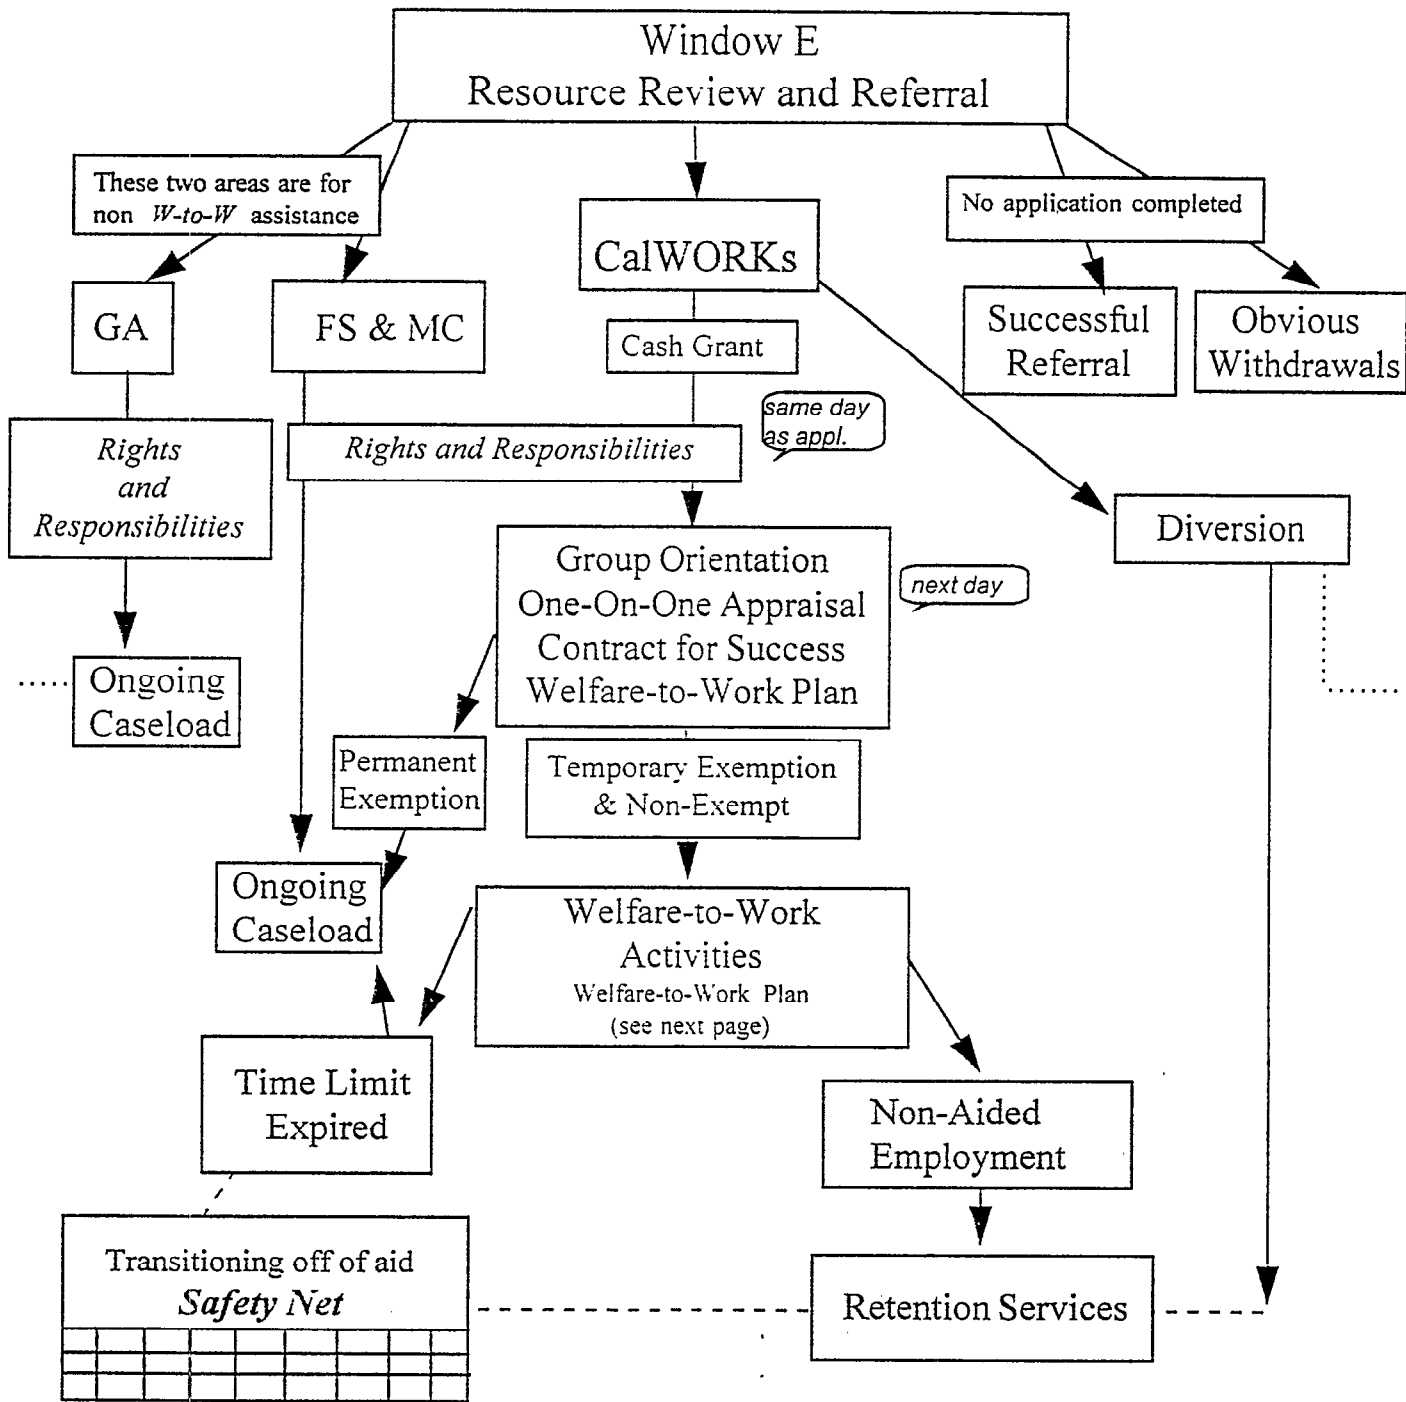 Window E
Resource Review and Referral
These two areas are for
non W-to-W assistance
No application completed
CalWORKs
GA
FS & MC
Cash Grant
Successful
Referral
Obvious
Withdrawals
same day
as appl.
Rights
and
Responsibilities
Rights and Responsibilities
Diversion
Group Orientation
One-On-One Appraisal
Contract for Success
Welfare-to-Work Plan
next day
Ongoing
Caseload
Permanent
Exemption
Temporary Exemption
& Non-Exempt
Ongoing
Caseload
Welfare-to-Work
Activities
Welfare-to-Work Plan
(see next page)
Time Limit
Expired
Non-Aided
Employment
Transitioning off of aid
Safety Net
Retention Services